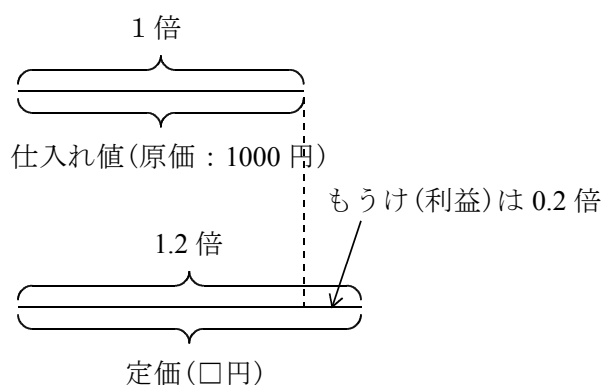 1 倍
仕入れ値(原価：1000 円)
もうけ(利益)は 0.2 倍
1.2 倍
定価(□円)